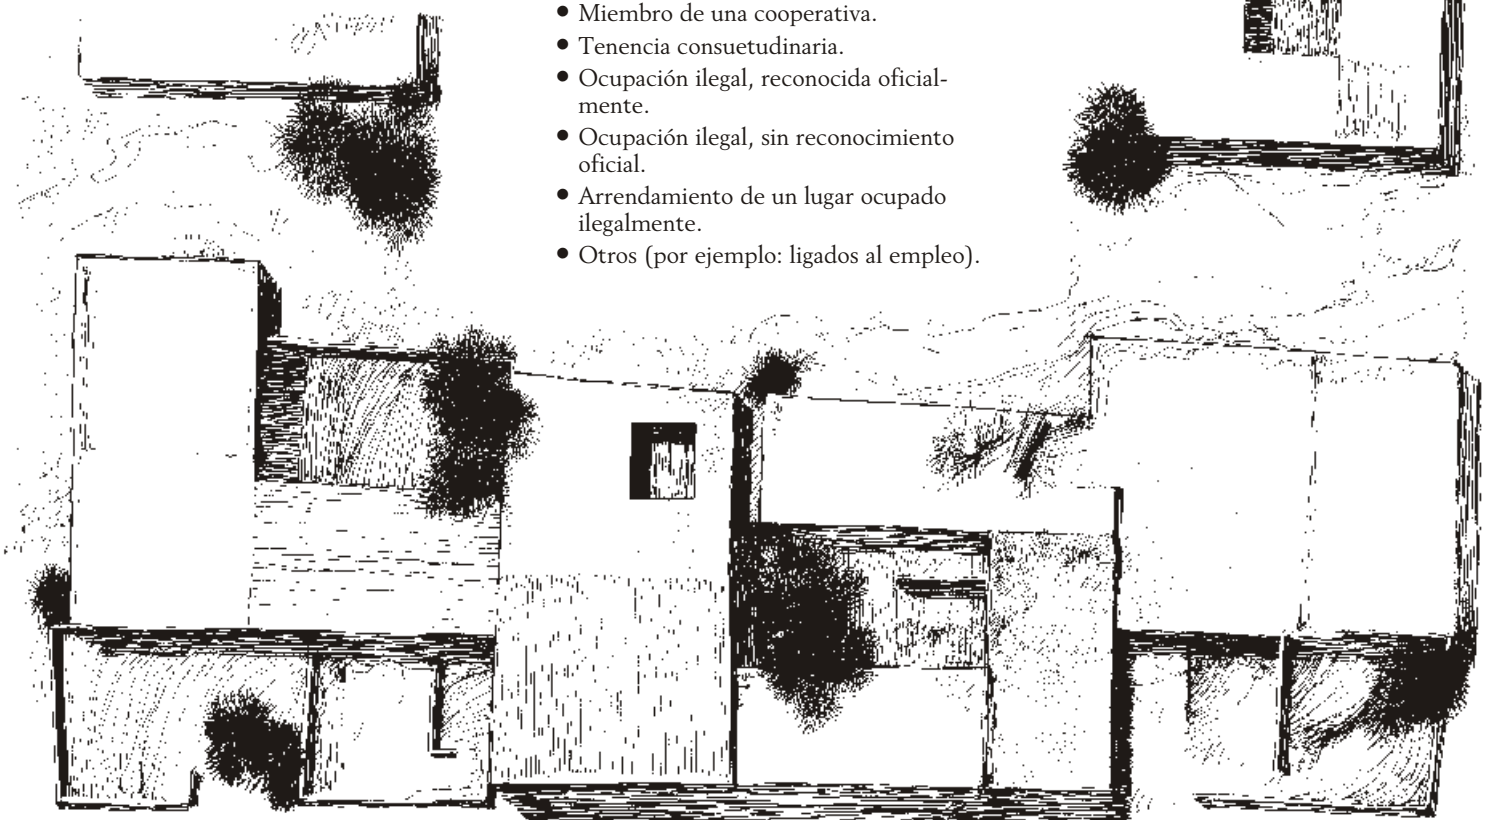 • Miembro de una cooperativa.
• Tenencia consuetudinaria.
• Ocupación ilegal, reconocida oficial-
mente.
• Ocupación ilegal, sin reconocimiento
oficial.
• Arrendamiento de un lugar ocupado
ilegalmente.
• Otros (por ejemplo: ligados al empleo).